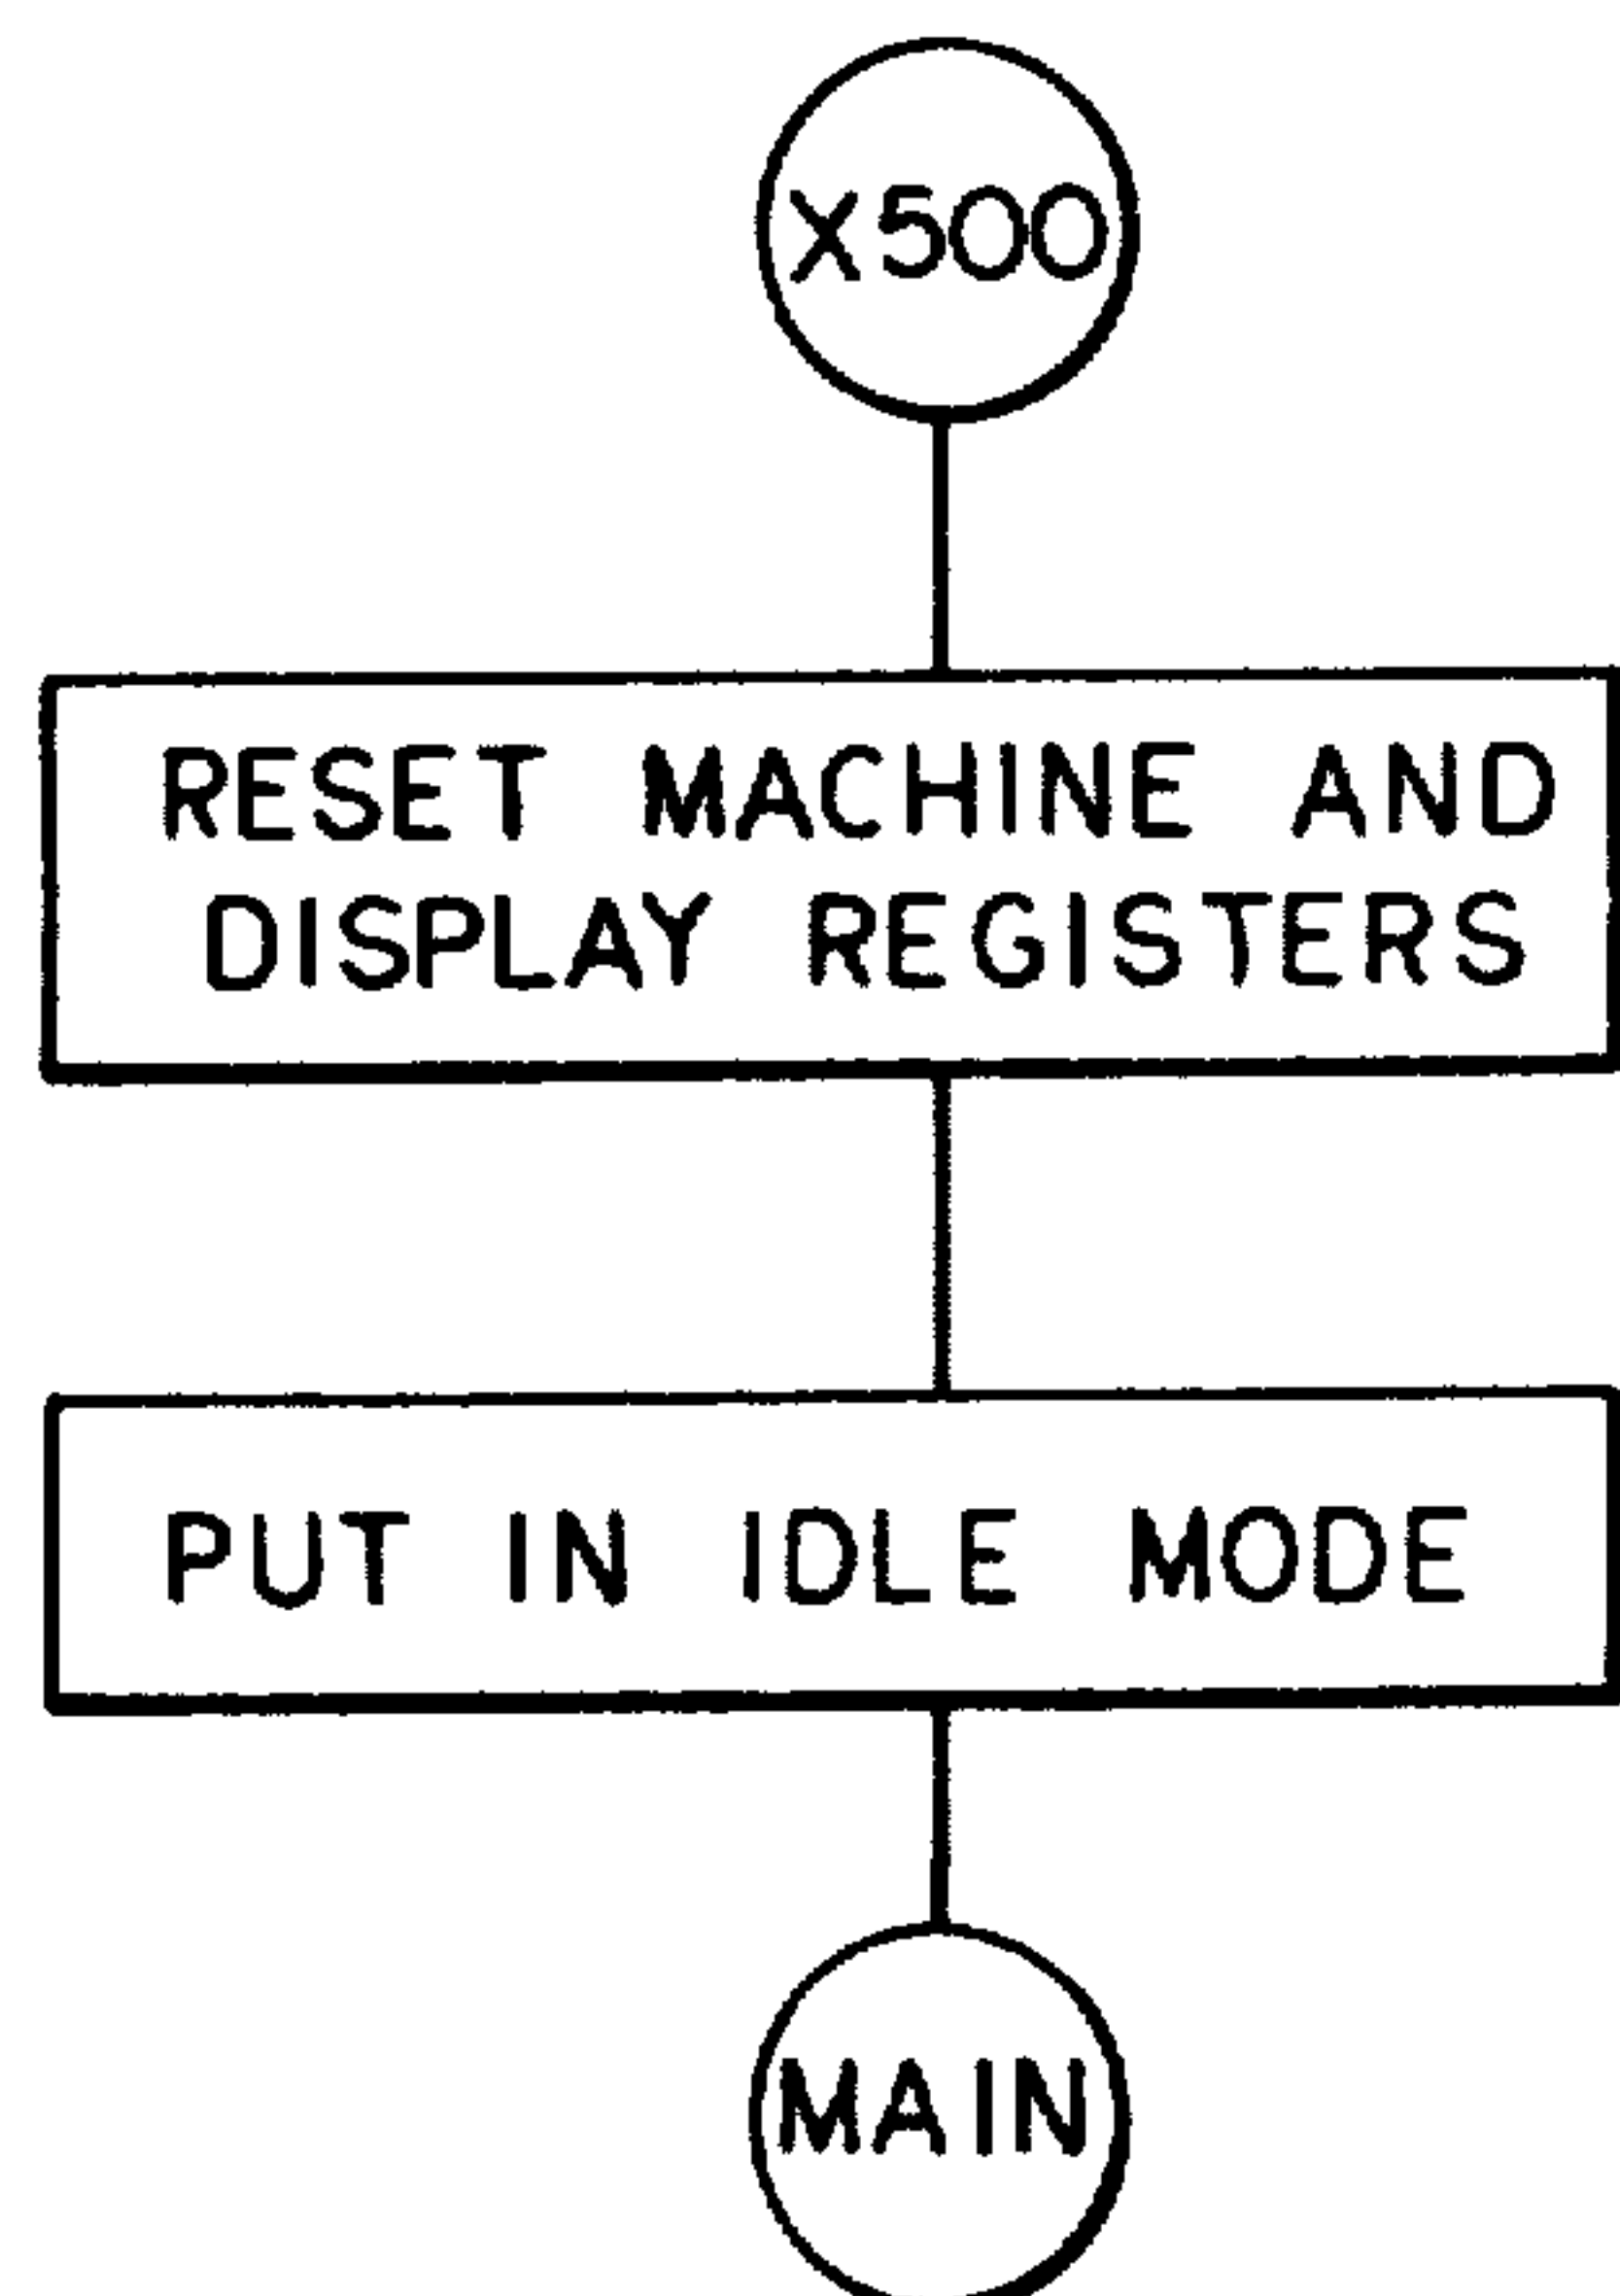 X500
RESET MACHINE AND
DISPLAY REGISTERS
PUT IN IDLE MODE
MAIN